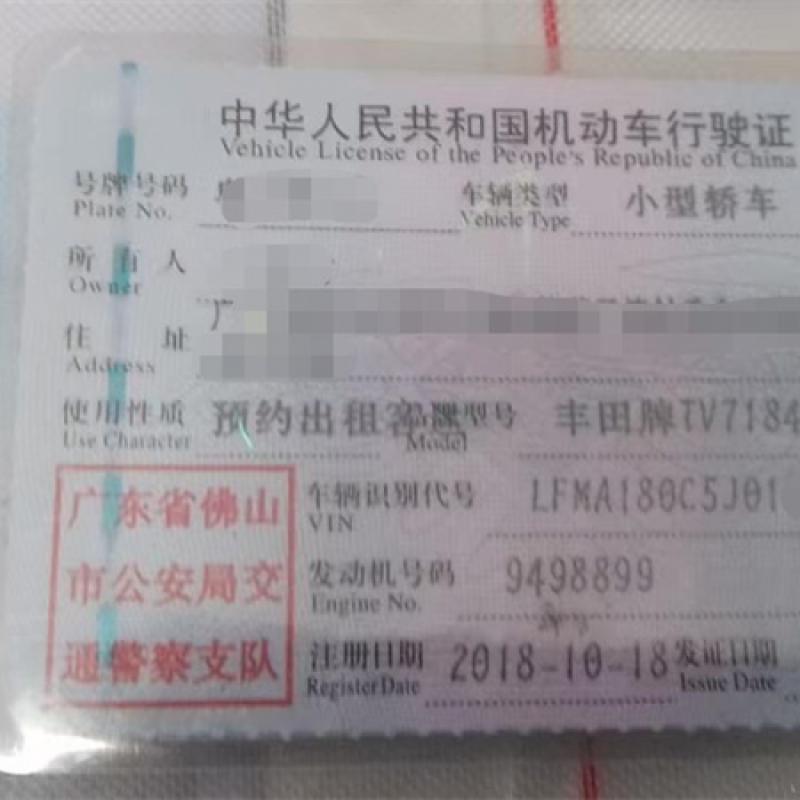 中华人民共和国机动车行驶证
Vehicle License of the People's Republic of China
号牌号码 车辆类型 小型轿车
Plate No. Vehicle Type
所有人
Owner
广
住址
Address
使用性质 预约出租客 品牌型号 丰田牌TV7184
Use Character Model
广东省佛山 车辆识别代号 LFMA180C5J01
VIN
市公安局交 发动机号码 9498899
Engine No.
通警察支队 注册日期 2018-10-18 发证日期
Register Date Issue Date